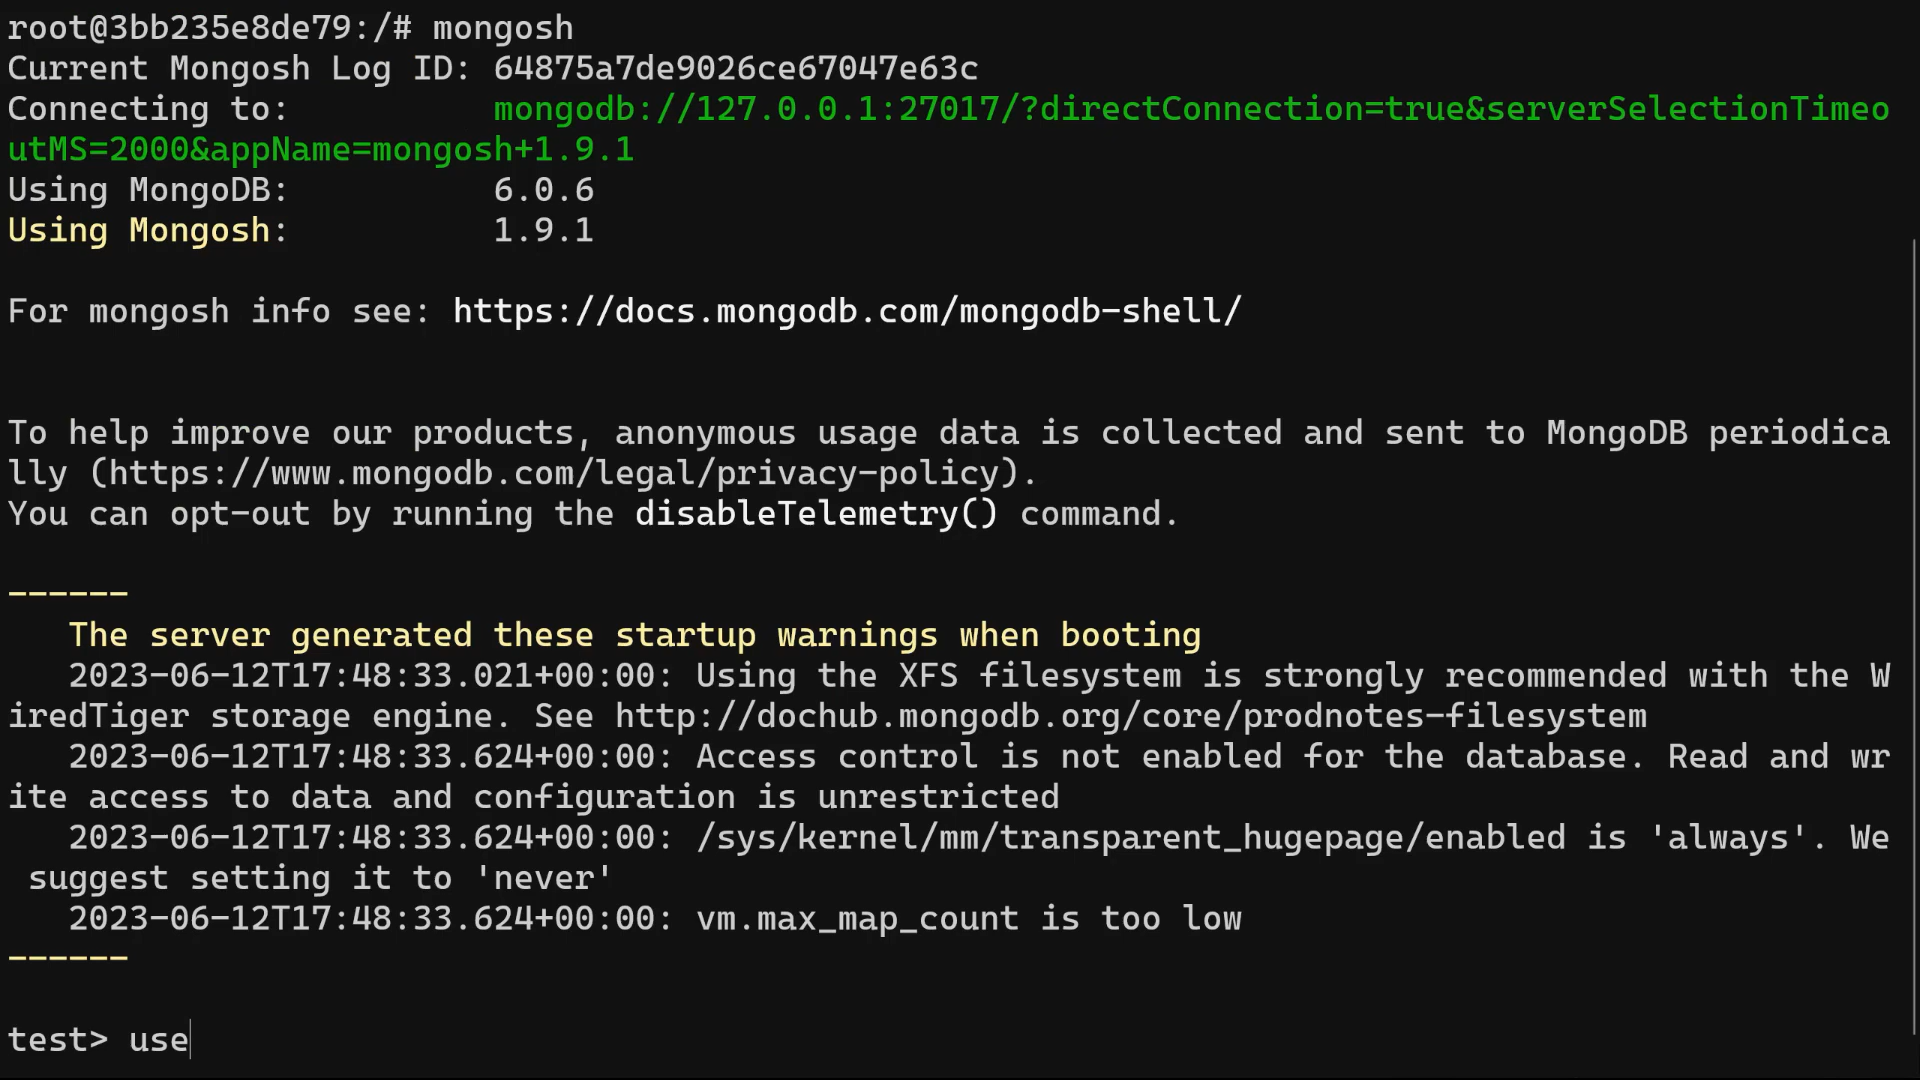 root@3bb235e8de79:/# mongosh
Current Mongosh Log ID: 64875a7de9026ce67047e63c
Connecting to:          mongodb://127.0.0.1:27017/?directConnection=true&serverSelectionTimeo
utMS=2000&appName=mongosh+1.9.1
Using MongoDB:          6.0.6
Using Mongosh:          1.9.1
For mongosh info see: https://docs.mongodb.com/mongodb-shell/
To help improve our products, anonymous usage data is collected and sent to MongoDB periodica
lly (https://www.mongodb.com/legal/privacy-policy).
You can opt-out by running the disableTelemetry() command.
------
   The server generated these startup warnings when booting
   2023-06-12T17:48:33.021+00:00: Using the XFS filesystem is strongly recommended with the W
iredTiger storage engine. See http://dochub.mongodb.org/core/prodnotes-filesystem
   2023-06-12T17:48:33.624+00:00: Access control is not enabled for the database. Read and wr
ite access to data and configuration is unrestricted
   2023-06-12T17:48:33.624+00:00: /sys/kernel/mm/transparent_hugepage/enabled is 'always'. We
 suggest setting it to 'never'
   2023-06-12T17:48:33.624+00:00: vm.max_map_count is too low
------
test> use